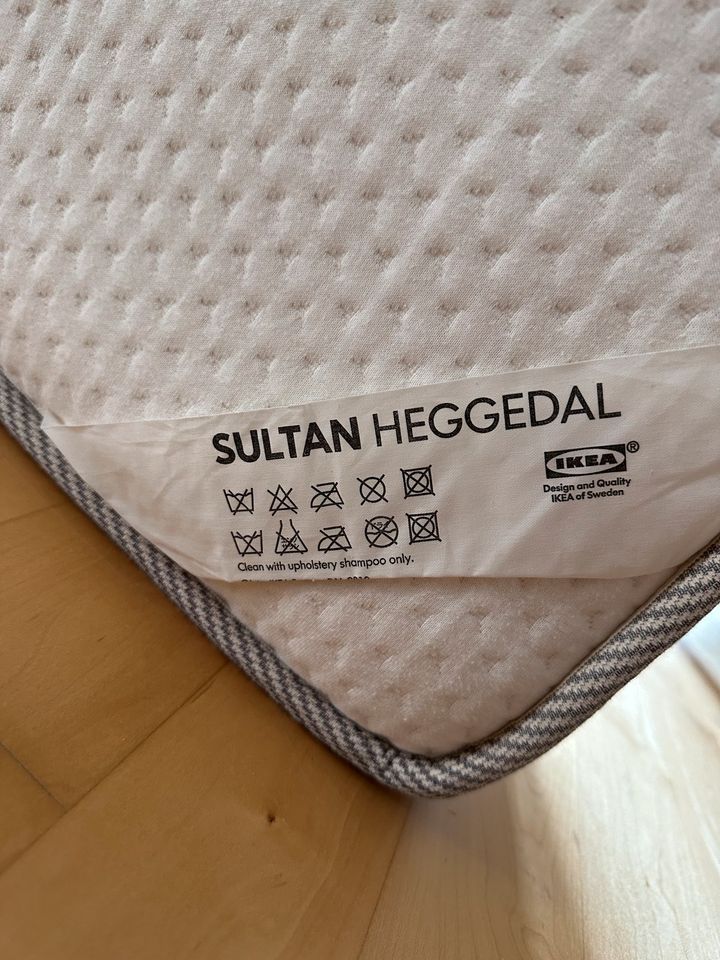 SULTAN HEGGEDAL
IKEA®
Design and Quality
IKEA of Sweden
Clean with upholstery shampoo only.